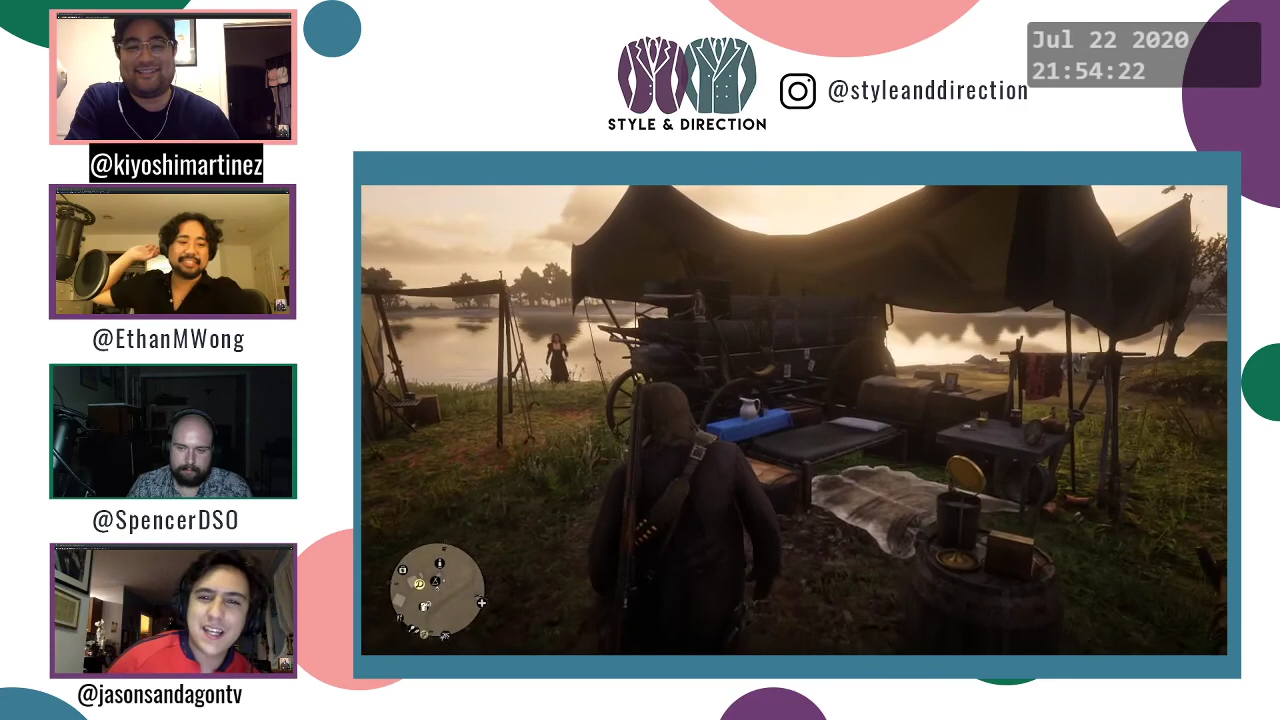 Jul 22 2020
21:54:22
STYLE & DIRECTION
@styleanddirection
@kiyoshimartinez
@EthanMWong
@SpencerDSO
@jasonsandagontv